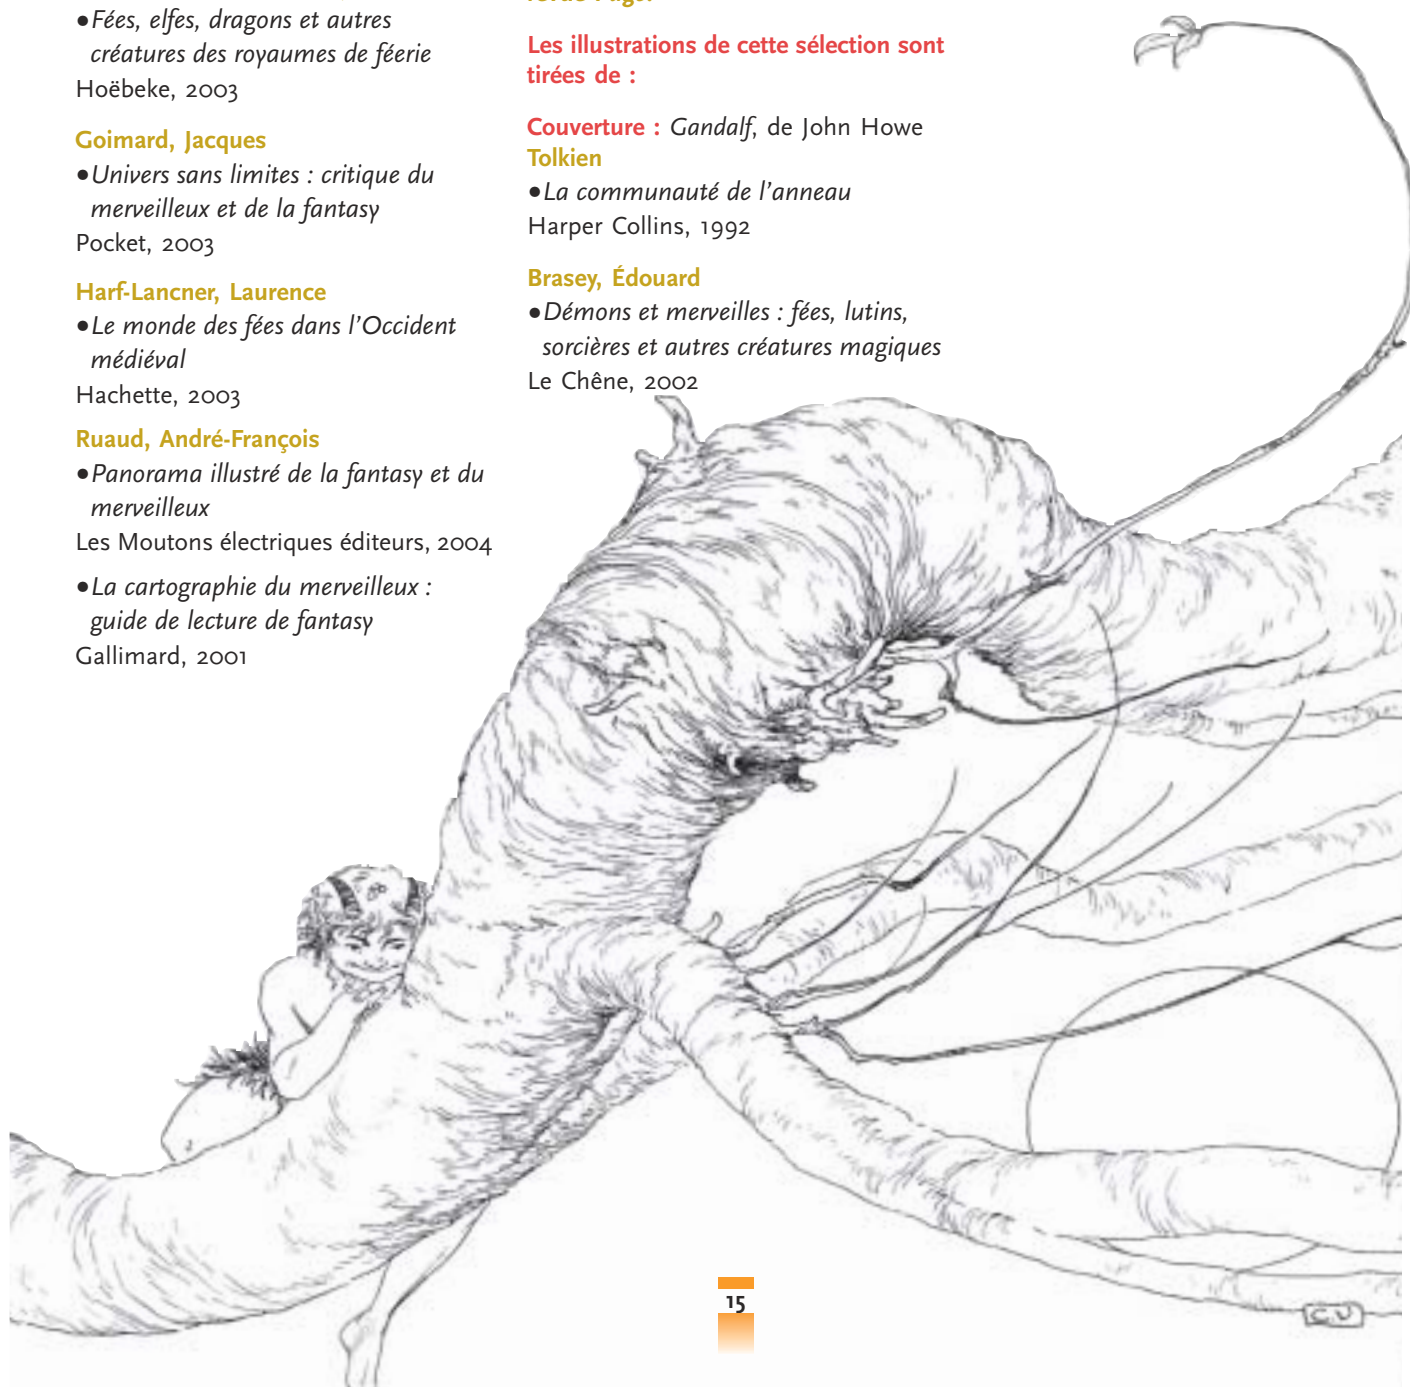 •Fées, elfes, dragons et autres
créatures des royaumes de féerie
Hoëbeke, 2003
Goimard, Jacques
•Univers sans limites : critique du
merveilleux et de la fantasy
Pocket, 2003
Harf-Lancner, Laurence
•Le monde des fées dans l’Occident
médiéval
Hachette, 2003
Ruaud, André-François
•Panorama illustré de la fantasy et du
merveilleux
Les Moutons électriques éditeurs, 2004
•La cartographie du merveilleux :
guide de lecture de fantasy
Gallimard, 2001
Les illustrations de cette sélection sont
tirées de :
Couverture : Gandalf, de John Howe
Tolkien
•La communauté de l’anneau
Harper Collins, 1992
Brasey, Édouard
•Démons et merveilles : fées, lutins,
sorcières et autres créatures magiques
Le Chêne, 2002
15
C.U